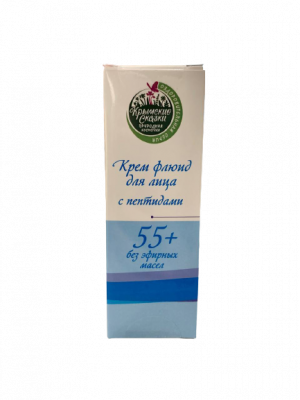 Крымские
Сказки
Крем флюид
для лица
с пептидами
55+
без эфирных
масел